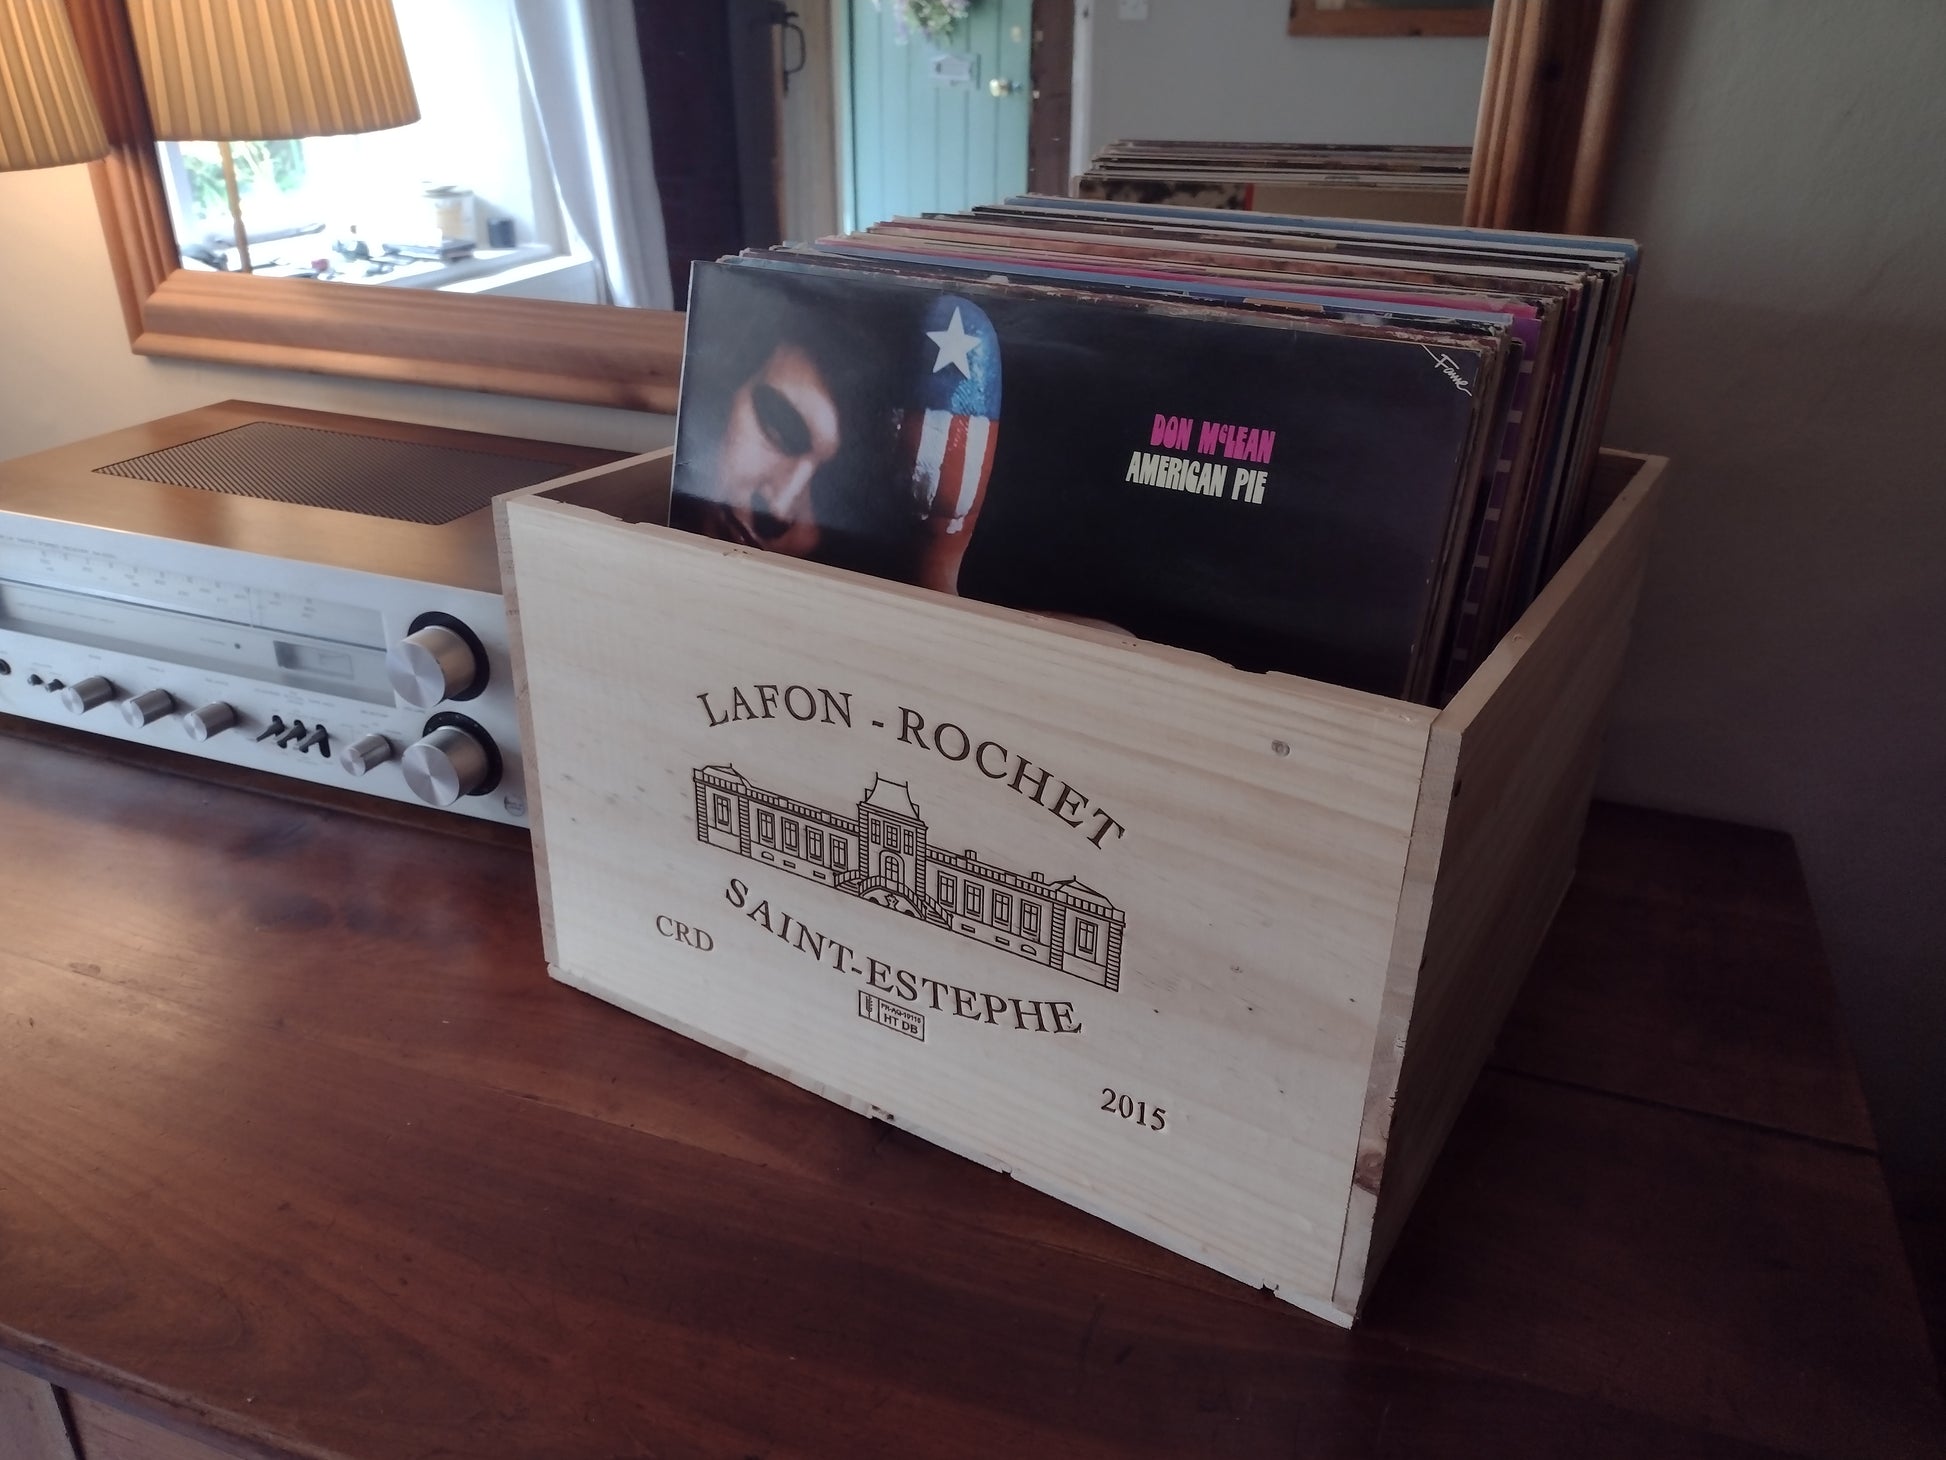 Fame
DON McLEAN
AMERICAN PIE
LAFON - ROCHET
SAINT-ESTEPHE
CRD
HT DB
2015